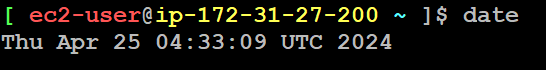 [ ec2-user@ip-172-31-27-200 ~ ]$ date
Thu Apr 25 04:33:09 UTC 2024